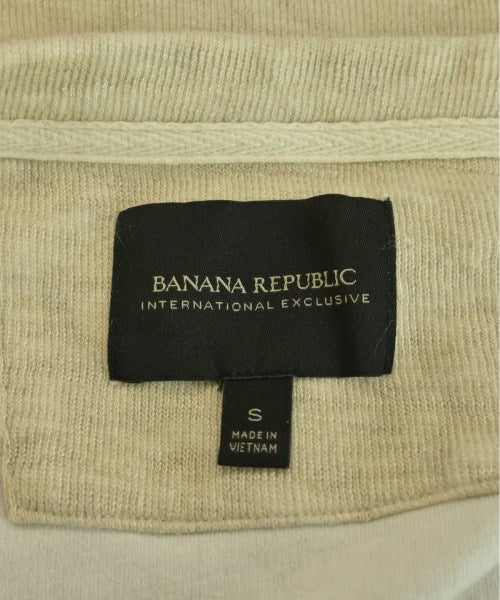 BANANA REPUBLIC
INTERNATIONAL EXCLUSIVE
S
MADE IN
VIETNAM